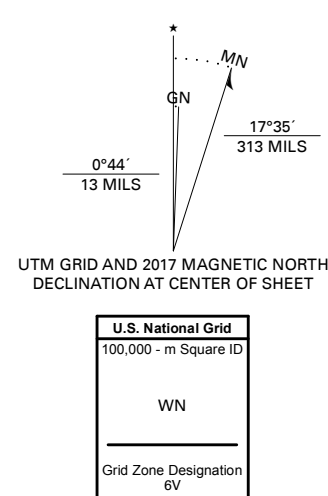 ★
MN
GN
17°35´
313 MILS
0°44´
13 MILS
UTM GRID AND 2017 MAGNETIC NORTH
DECLINATION AT CENTER OF SHEET
U.S. National Grid
100,000 - m Square ID
WN
Grid Zone Designation
6V